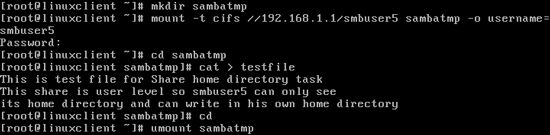 [root@linuxclient ~]# mkdir sambatmp
[root@linuxclient ~]# mount -t cifs //192.168.1.1/smbuser5 sambatmp -o username=
smbuser5
Password:
[root@linuxclient ~]# cd sambatmp
[root@linuxclient sambatmp]# cat > testfile
This is test file for Share home directory task
This share is user level so smbuser5 can only see
its home directory and can write in his own home directory
[root@linuxclient sambatmp]# cd
[root@linuxclient ~]# umount sambatmp